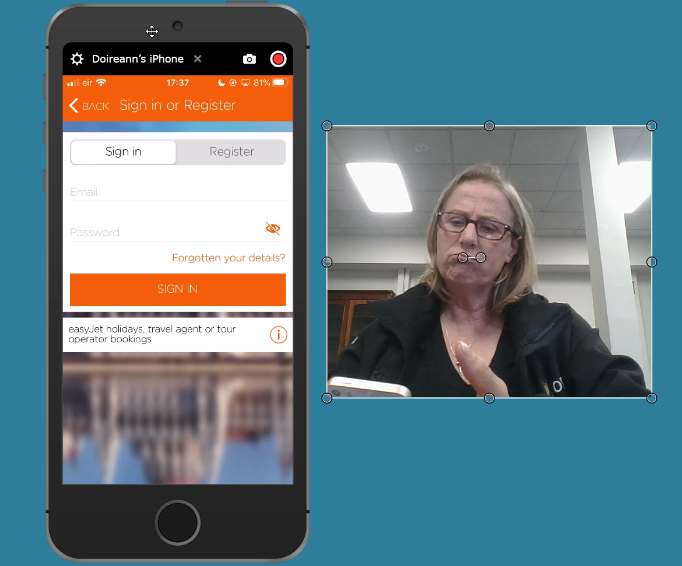 Doireann's iPhone
eir 17:37 81%
BACK Sign in or Register
Sign in Register
Email
Password
Forgotten your details?
SIGN IN
easyJet holidays, travel agent or tour
operator bookings